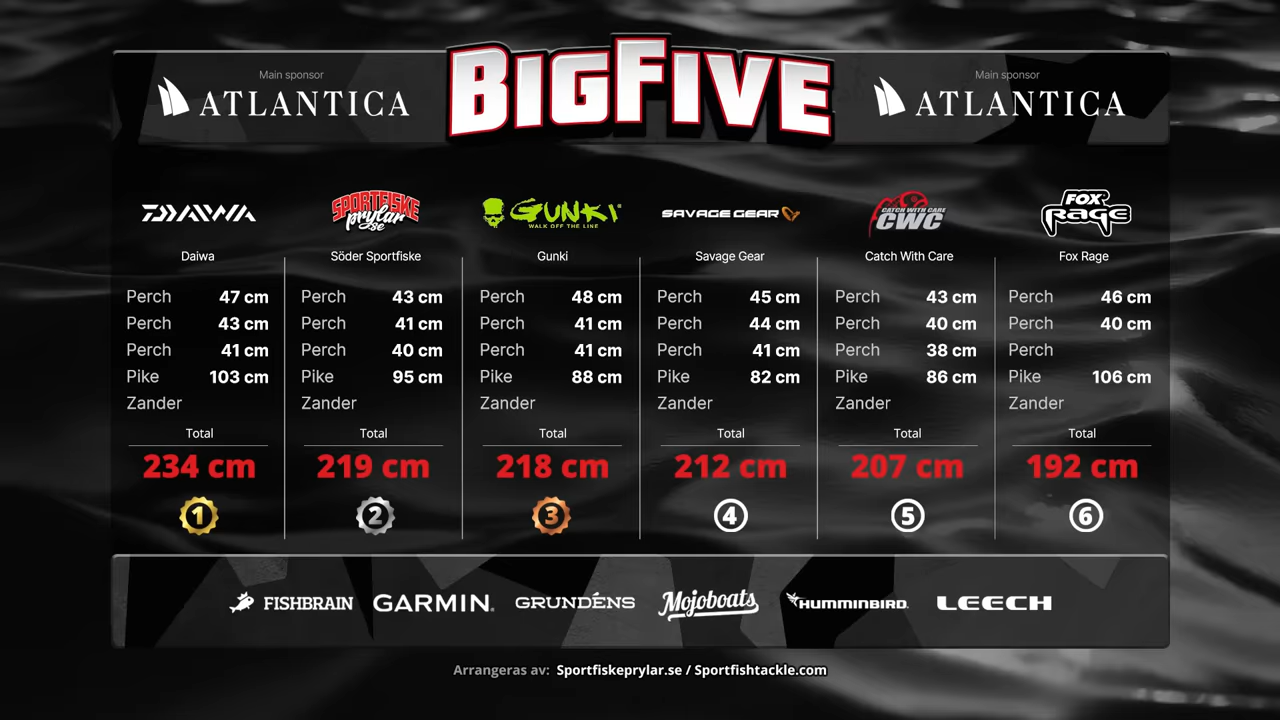 Main sponsor
ATLANTICA
BIGFIVE
Main sponsor
ATLANTICA
DAIWA
Daiwa
Perch 47 cm
Perch 43 cm
Perch 41 cm
Pike 103 cm
Zander
Total
234 cm
1
SPORTFISKE
prylar
.se
Söder Sportfiske
Perch 43 cm
Perch 41 cm
Perch 40 cm
Pike 95 cm
Zander
Total
219 cm
2
GUNKI
WALK OFF THE LINE
Gunki
Perch 48 cm
Perch 41 cm
Perch 41 cm
Pike 88 cm
Zander
Total
218 cm
3
SAVAGE GEAR
Savage Gear
Perch 45 cm
Perch 44 cm
Perch 41 cm
Pike 82 cm
Zander
Total
212 cm
4
CATCH WITH CARE
CWC
Catch With Care
Perch 43 cm
Perch 40 cm
Perch 38 cm
Pike 86 cm
Zander
Total
207 cm
5
FOX
RAGE
Fox Rage
Perch 46 cm
Perch 40 cm
Perch
Pike 106 cm
Zander
Total
192 cm
6
FISHBRAIN GARMIN. GRUNDÉNS Mojoboats HUMMINBIRD. LEECH
Arrangeras av: Sportfiskeprylar.se / Sportfishtackle.com